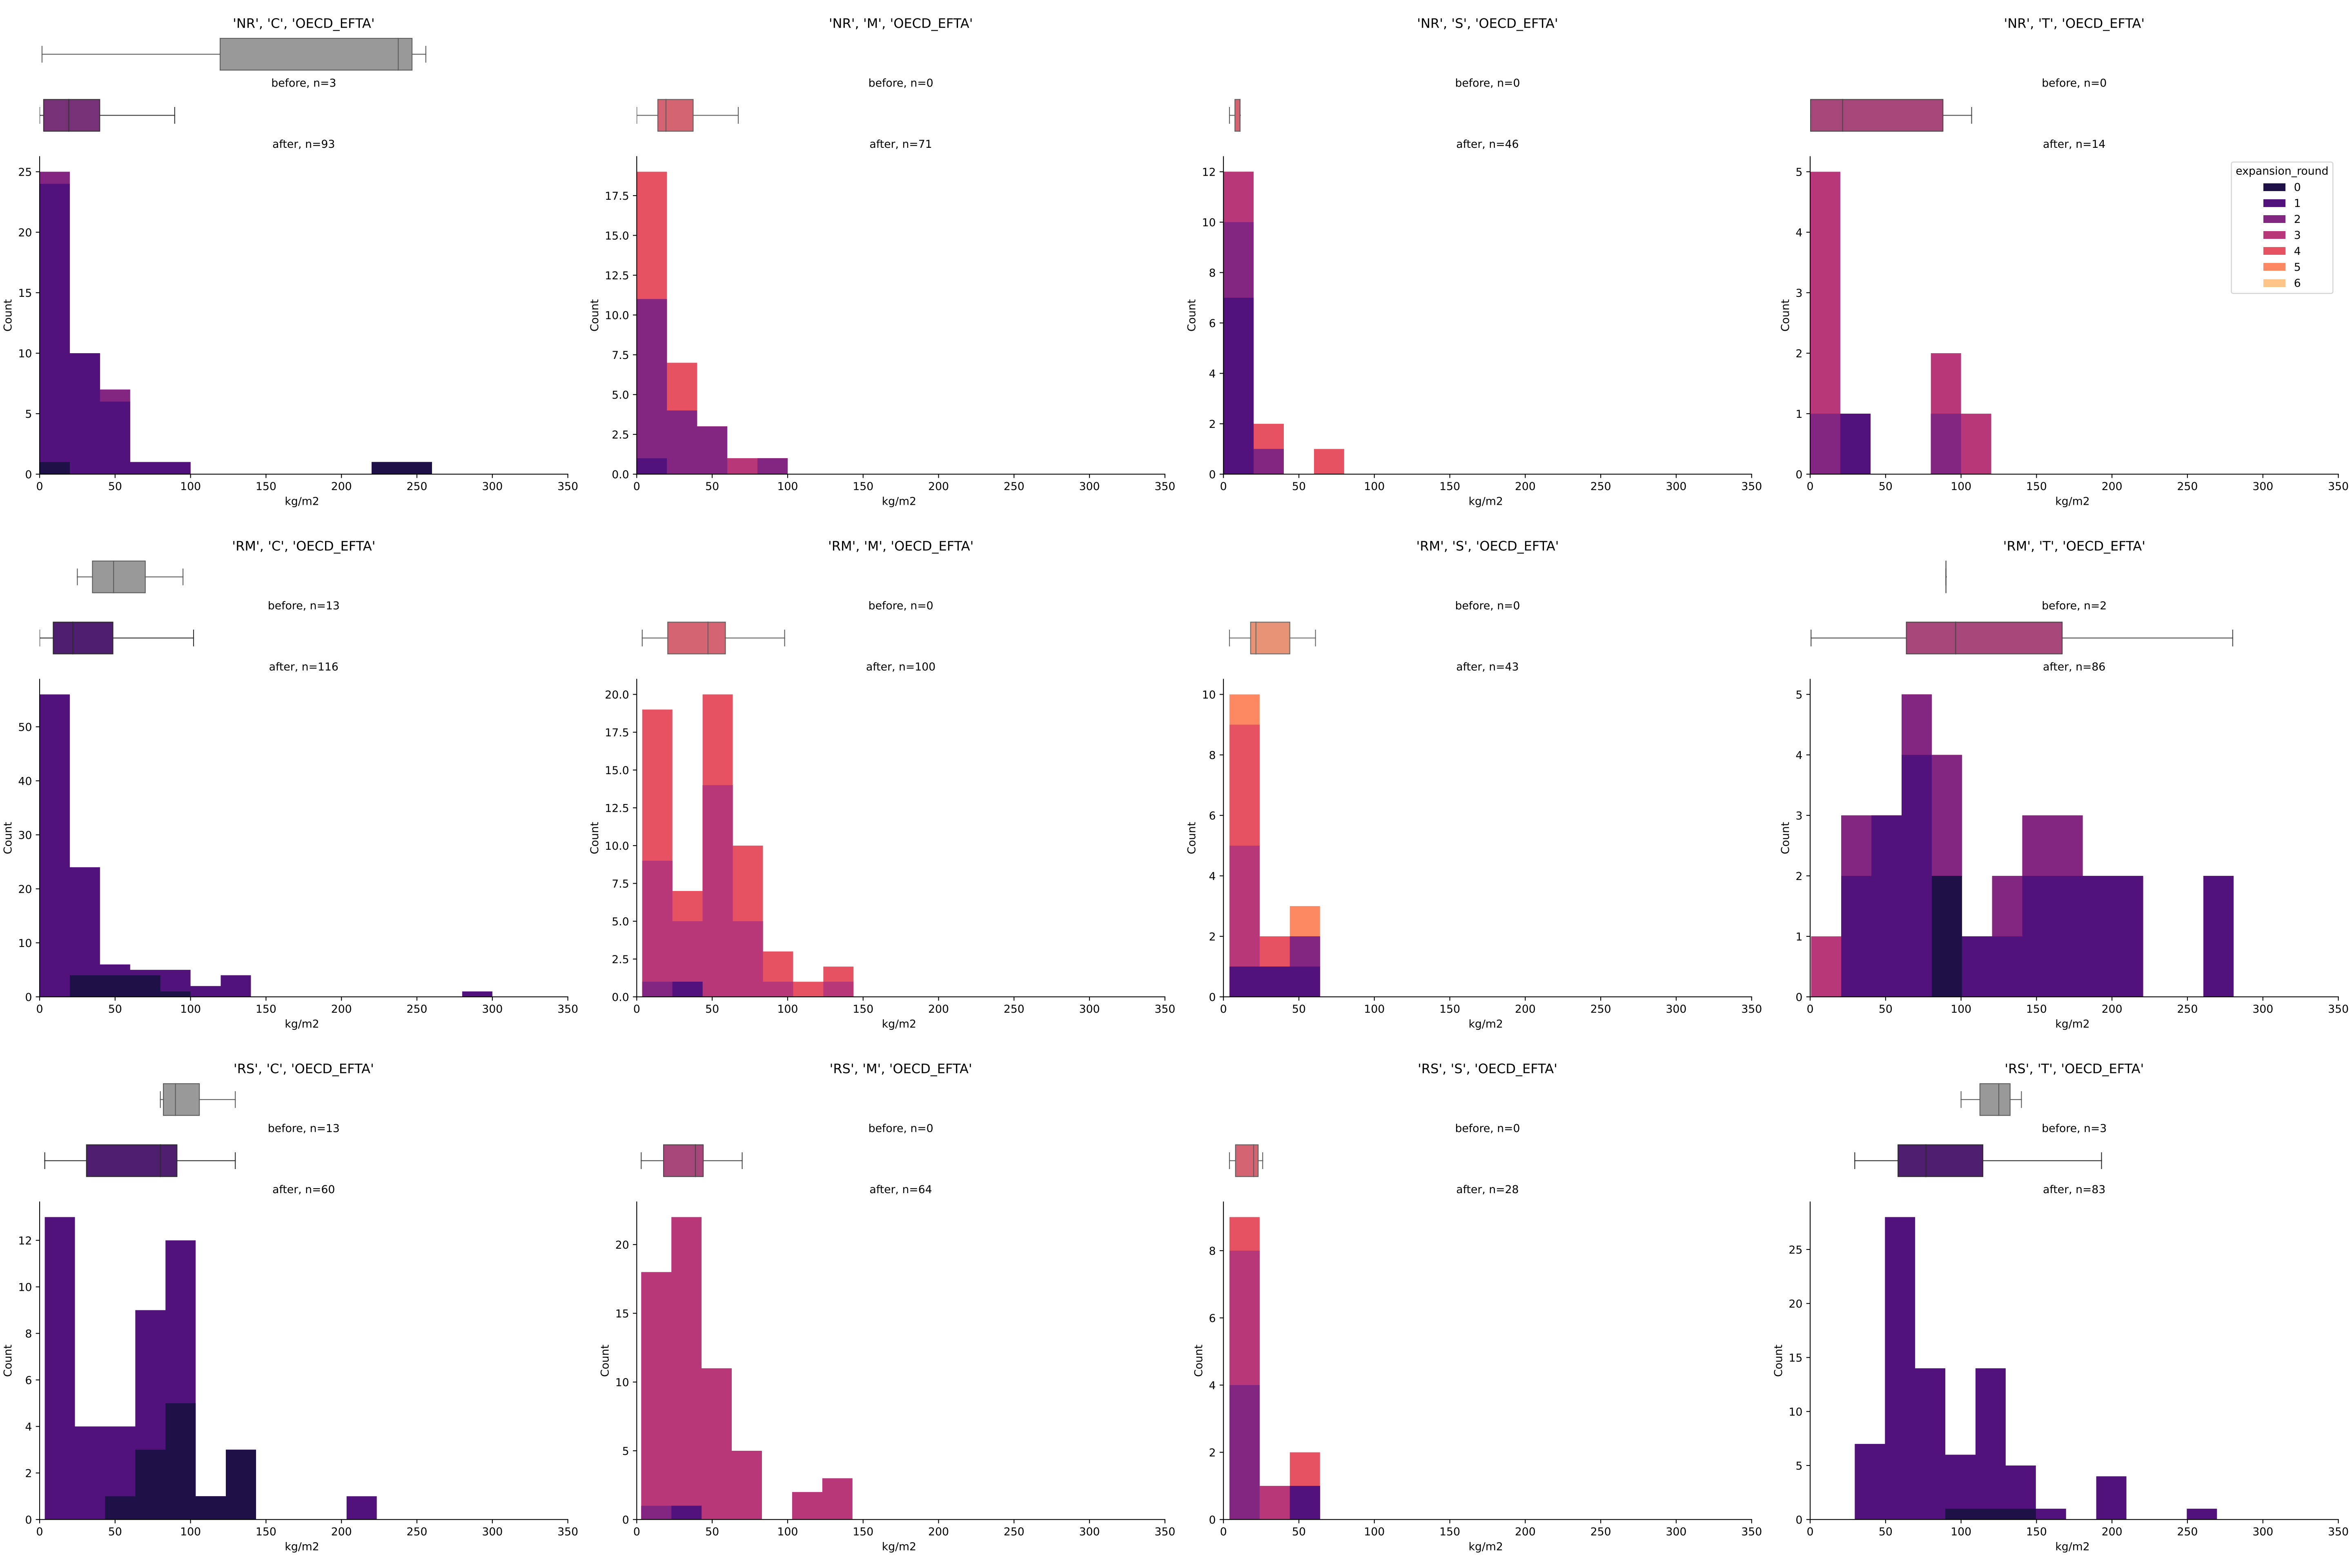 'NR', 'C', 'OECD_EFTA'
before, n=3
after, n=93
Count
25
20
15
10
5
0
0 50 100 150 200 250 300 350
kg/m2
'NR', 'M', 'OECD_EFTA'
before, n=0
after, n=71
Count
17.5
15.0
12.5
10.0
7.5
5.0
2.5
0.0
0 50 100 150 200 250 300 350
kg/m2
'NR', 'S', 'OECD_EFTA'
before, n=0
after, n=46
Count
12
10
8
6
4
2
0
0 50 100 150 200 250 300 350
kg/m2
'NR', 'T', 'OECD_EFTA'
before, n=0
after, n=14
expansion_round
0
1
2
3
4
5
6
Count
5
4
3
2
1
0
0 50 100 150 200 250 300 350
kg/m2
'RM', 'C', 'OECD_EFTA'
before, n=13
after, n=116
Count
50
40
30
20
10
0
0 50 100 150 200 250 300 350
kg/m2
'RM', 'M', 'OECD_EFTA'
before, n=0
after, n=100
Count
20.0
17.5
15.0
12.5
10.0
7.5
5.0
2.5
0.0
0 50 100 150 200 250 300 350
kg/m2
'RM', 'S', 'OECD_EFTA'
before, n=0
after, n=43
Count
10
8
6
4
2
0
0 50 100 150 200 250 300 350
kg/m2
'RM', 'T', 'OECD_EFTA'
before, n=2
after, n=86
Count
5
4
3
2
1
0
0 50 100 150 200 250 300 350
kg/m2
'RS', 'C', 'OECD_EFTA'
before, n=13
after, n=60
Count
12
10
8
6
4
2
0
0 50 100 150 200 250 300 350
kg/m2
'RS', 'M', 'OECD_EFTA'
before, n=0
after, n=64
Count
20
15
10
5
0
0 50 100 150 200 250 300 350
kg/m2
'RS', 'S', 'OECD_EFTA'
before, n=0
after, n=28
Count
8
6
4
2
0
0 50 100 150 200 250 300 350
kg/m2
'RS', 'T', 'OECD_EFTA'
before, n=3
after, n=83
Count
25
20
15
10
5
0
0 50 100 150 200 250 300 350
kg/m2